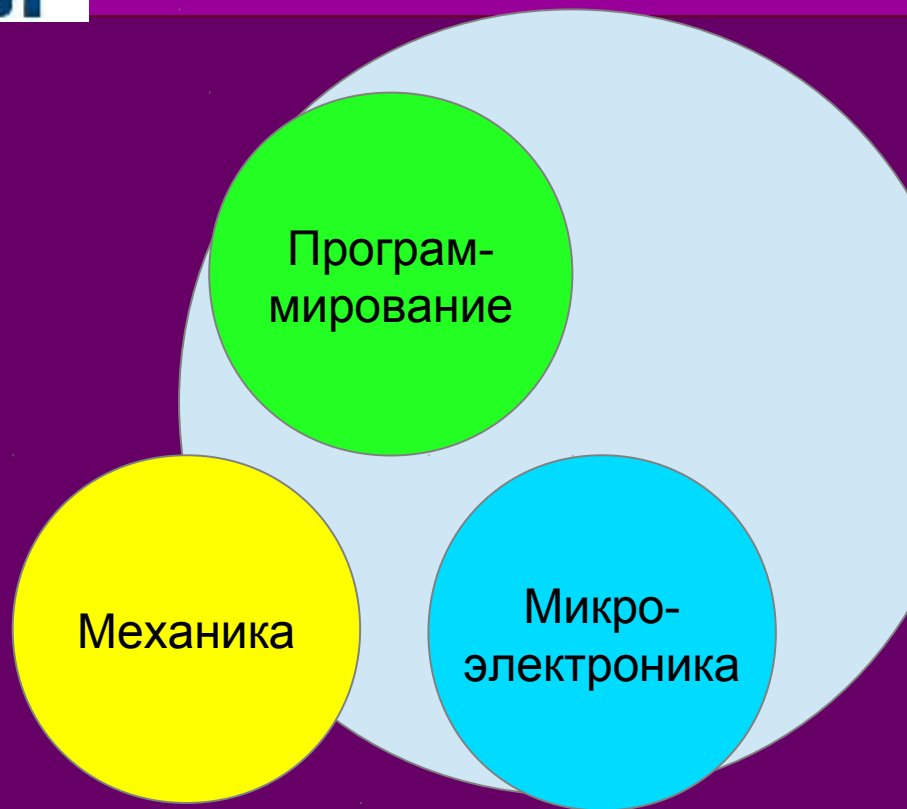 Програм-
мирование
Механика
Микро-
электроника